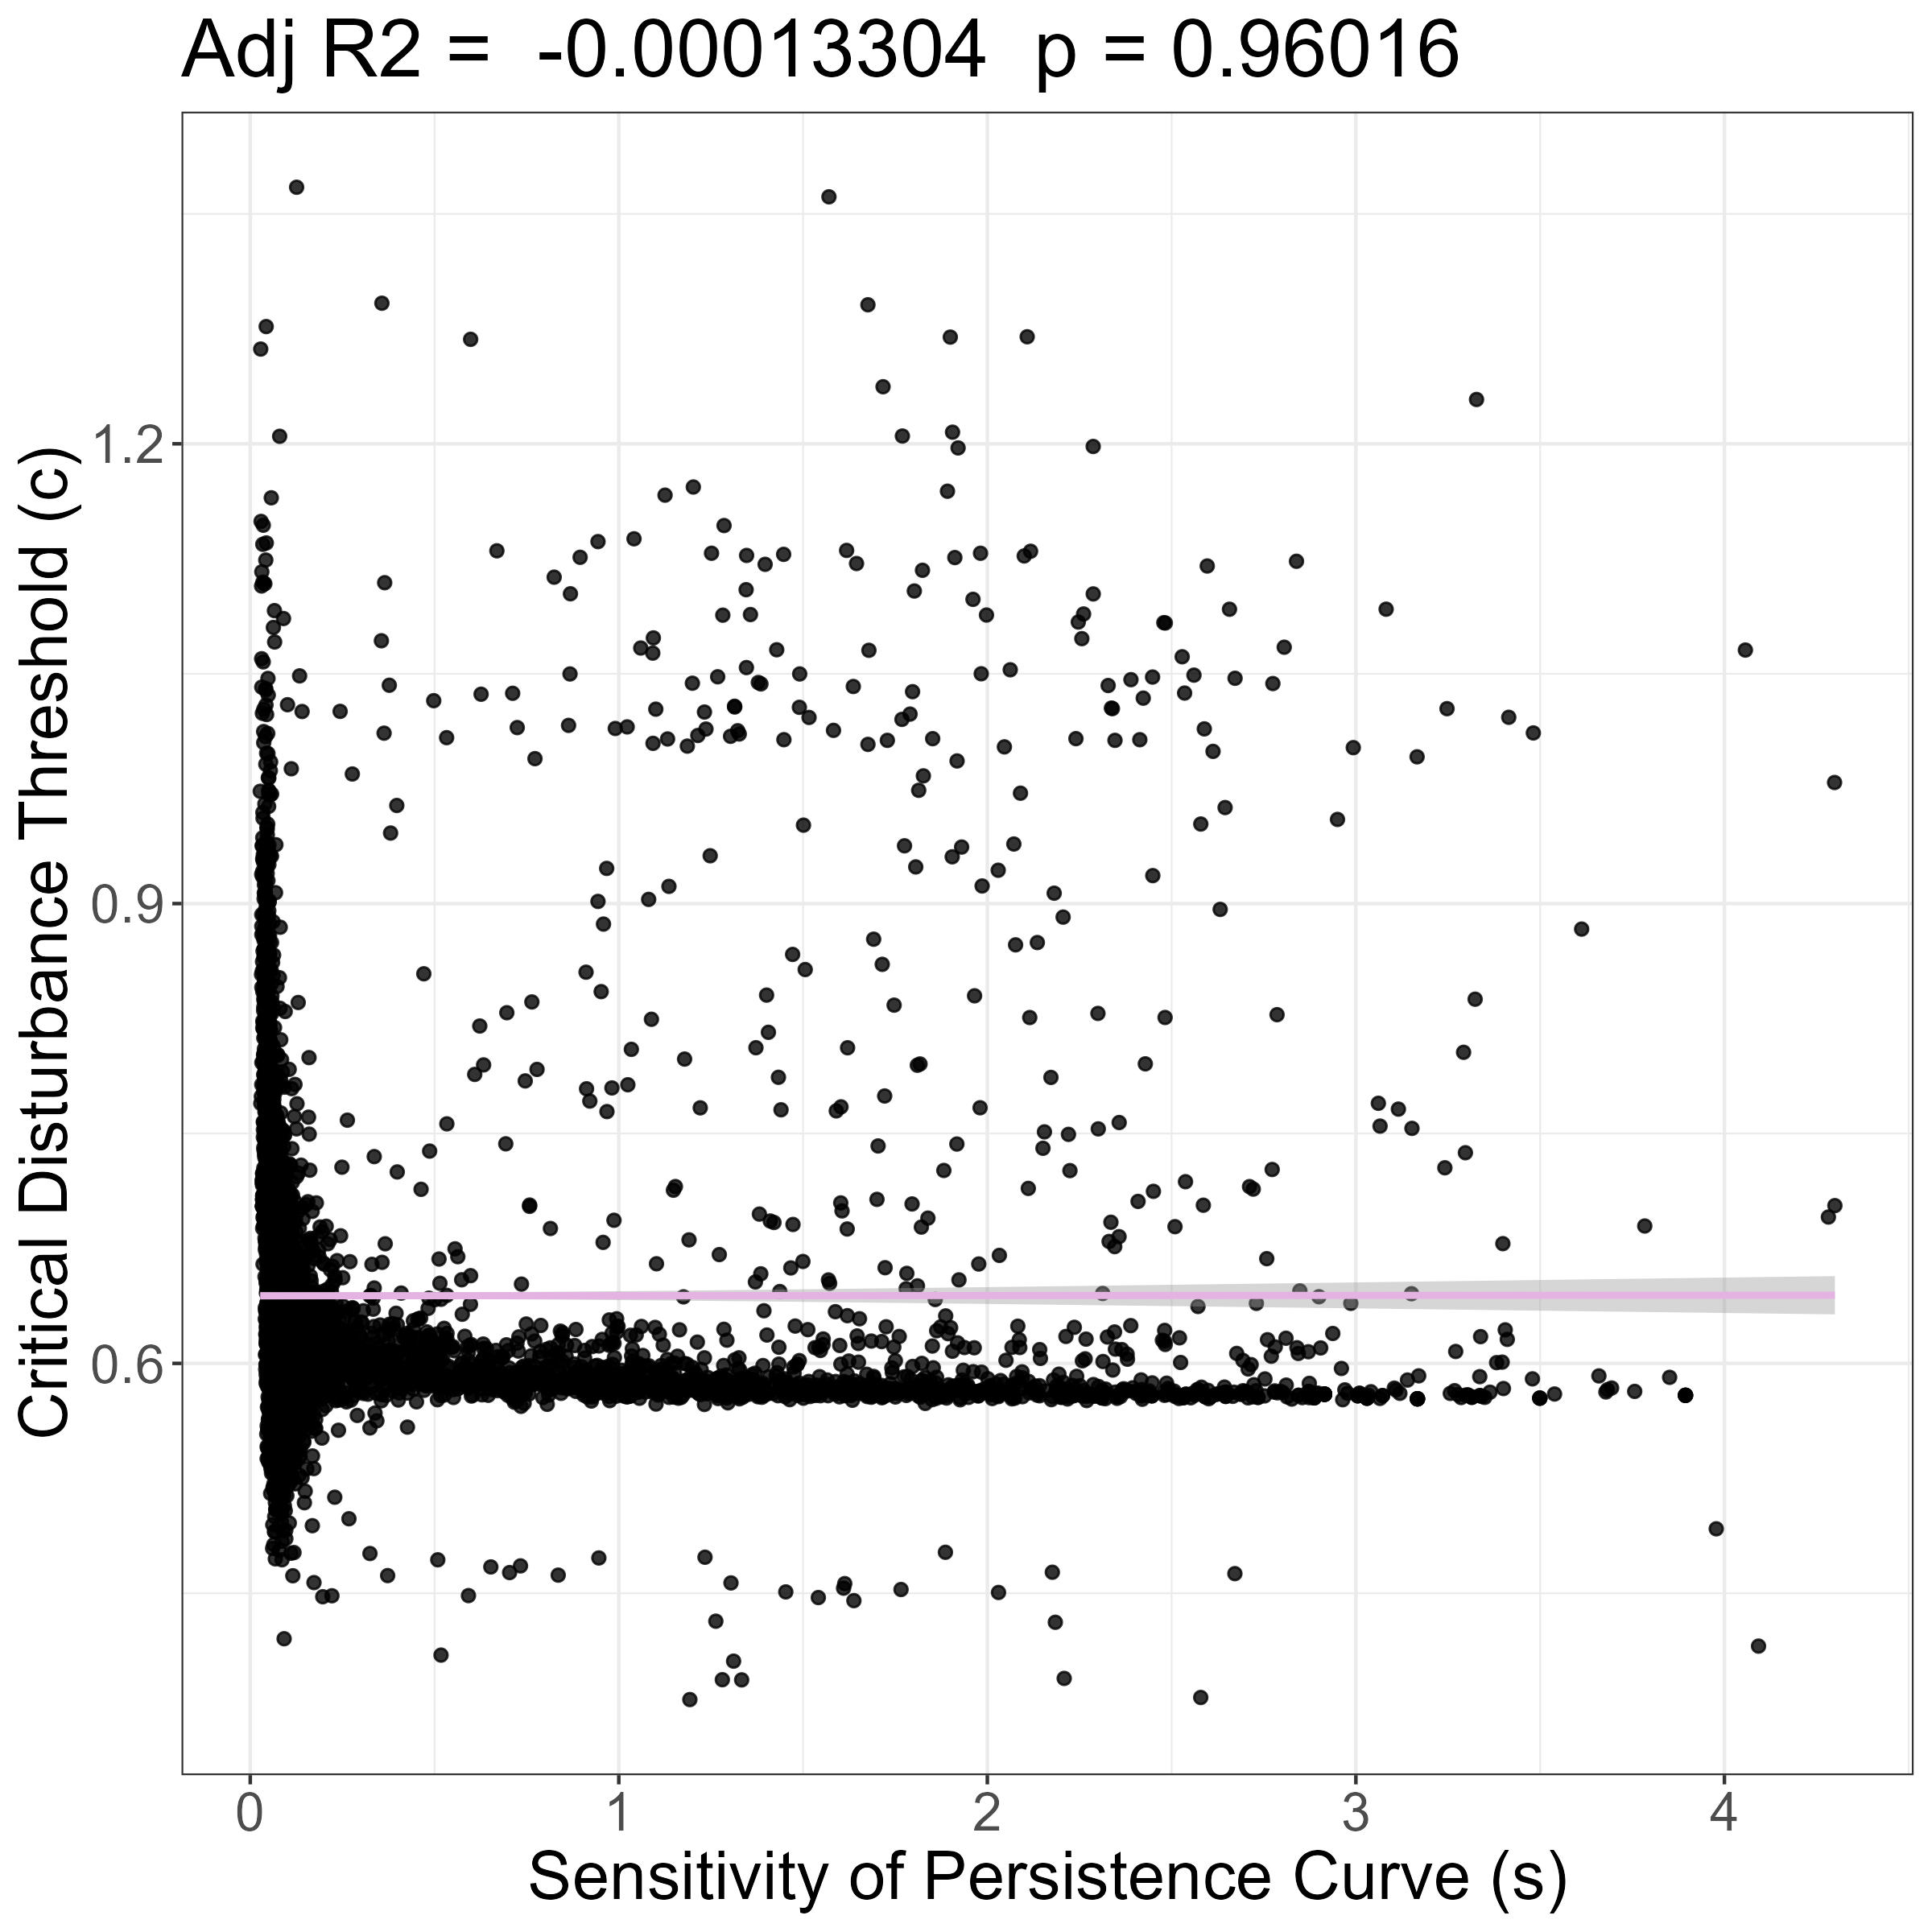 Adj R2 =  -0.00013304  p = 0.96016
Critical Disturbance Threshold (c)
1.2
0.9
0.6
0 1 2 3 4
Sensitivity of Persistence Curve (s)